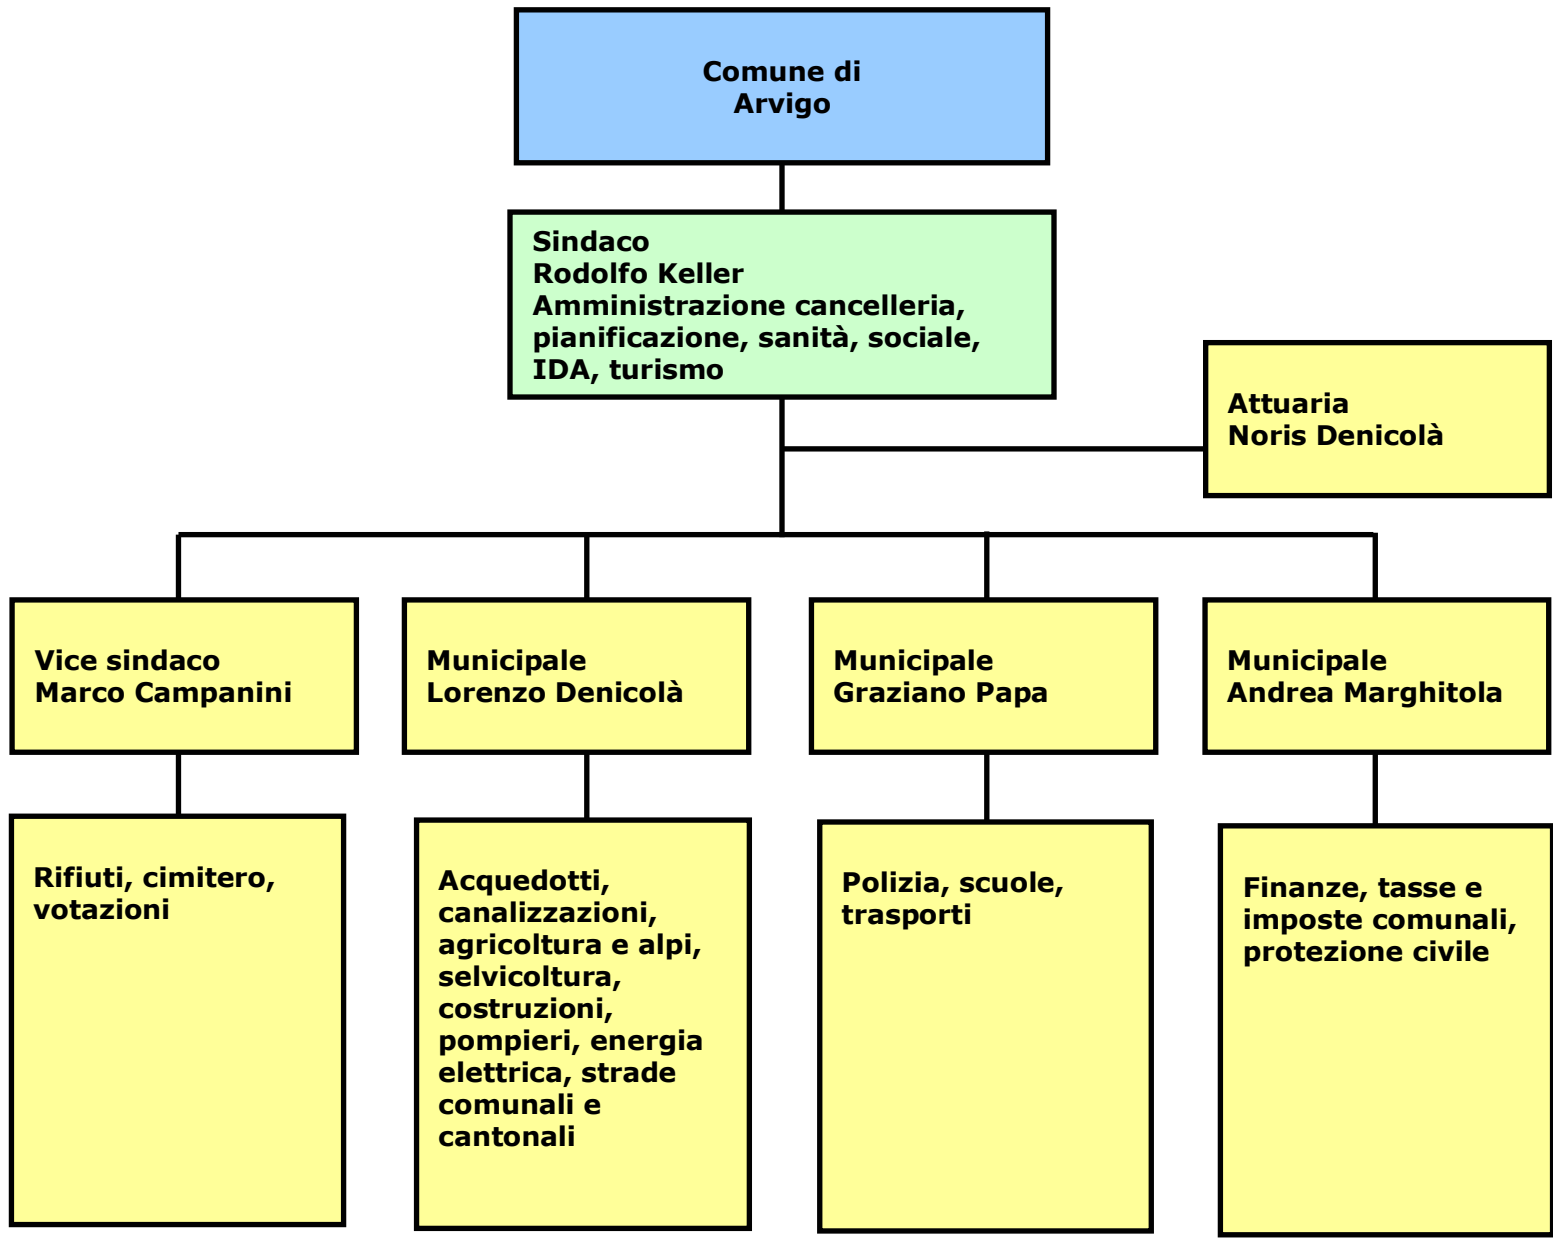 Comune di
Arvigo
Sindaco
Rodolfo Keller
Amministrazione cancelleria,
pianificazione, sanità, sociale,
IDA, turismo
Attuaria
Noris Denicolà
Vice sindaco
Marco Campanini
Municipale
Lorenzo Denicolà
Municipale
Graziano Papa
Municipale
Andrea Marghitola
Rifiuti, cimitero,
votazioni
Acquedotti,
canalizzazioni,
agricoltura e alpi,
selvicoltura,
costruzioni,
pompieri, energia
elettrica, strade
comunali e
cantonali
Polizia, scuole,
trasporti
Finanze, tasse e
imposte comunali,
protezione civile